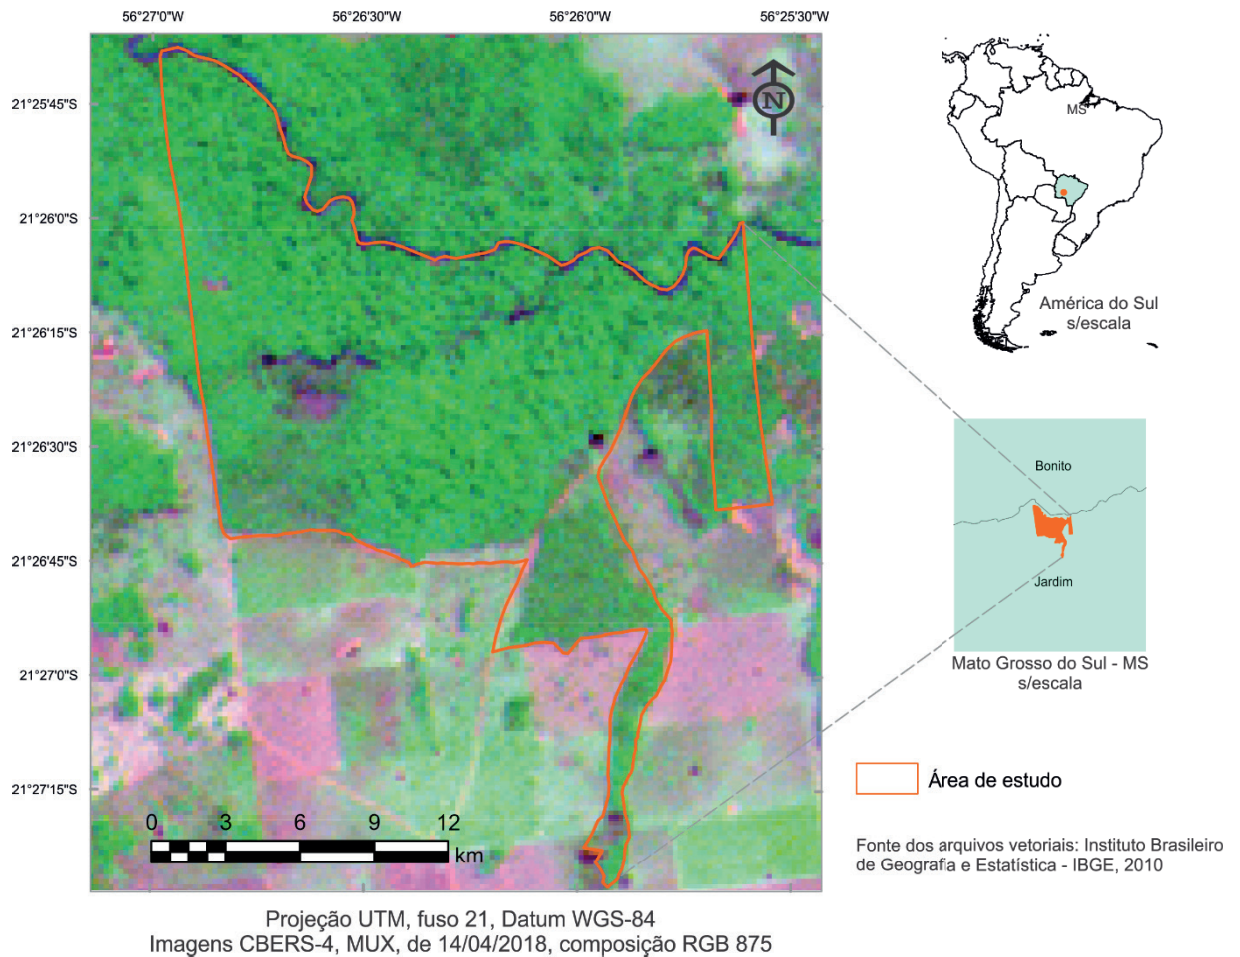 56°27'0"W 56°26'30"W 56°26'0"W 56°25'30"W
21°25'45"S
21°26'0"S
21°26'15"S
21°26'30"S
21°26'45"S
21°27'0"S
21°27'15"S
N
0 3 6 9 12
km
Projeção UTM, fuso 21, Datum WGS-84
Imagens CBERS-4, MUX, de 14/04/2018, composição RGB 875
MS
América do Sul
s/escala
Bonito
Jardim
Mato Grosso do Sul - MS
s/escala
Área de estudo
Fonte dos arquivos vetoriais: Instituto Brasileiro
de Geografia e Estatística - IBGE, 2010